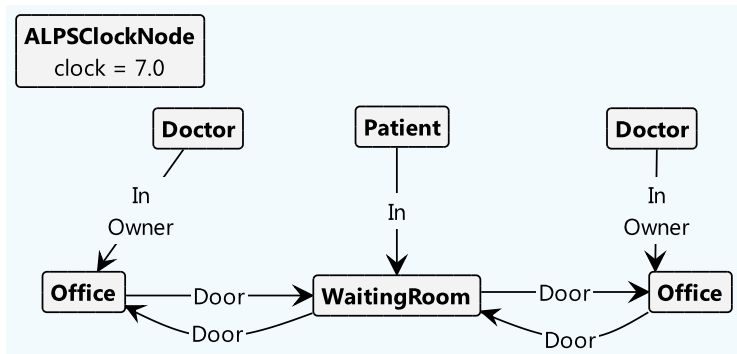 ALPSClockNode
clock = 7.0
Doctor
Patient
Doctor
In
Owner
In
In
Owner
Office
Door
WaitingRoom
Door
Office
Door
Door